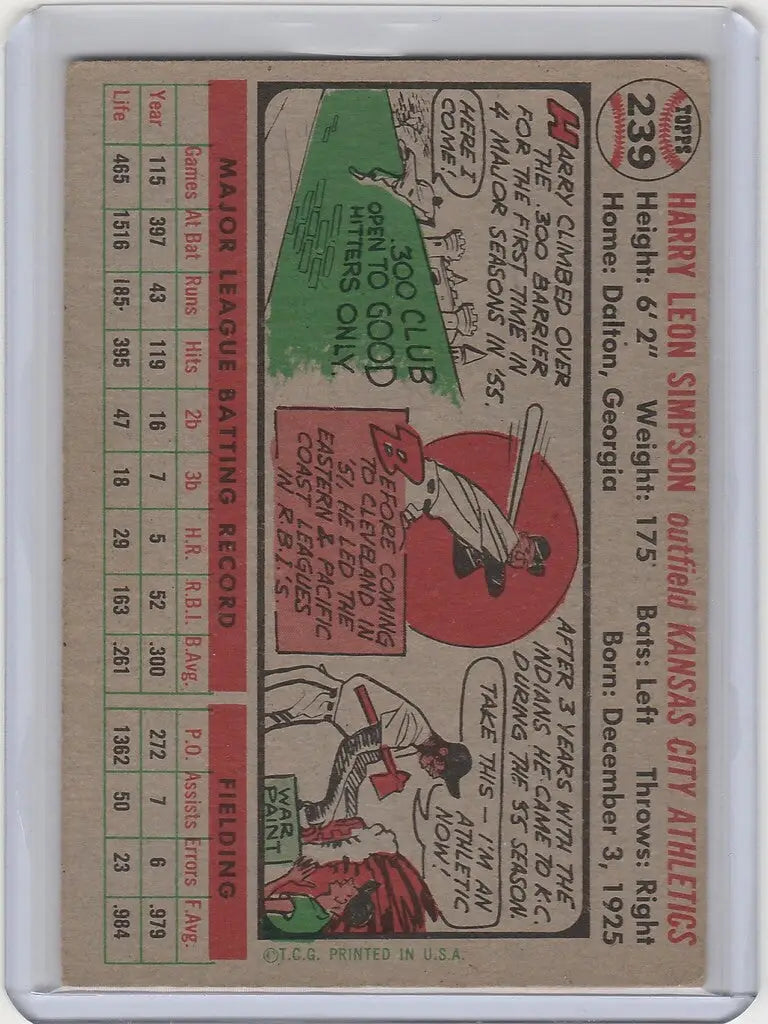 TOPPS
239
HARRY LEON SIMPSON outfield KANSAS CITY ATHLETICS
Height: 6' 2" Weight: 175 Bats: Left Throws: Right
Home: Dalton, Georgia Born: December 3, 1925
HARRY CLIMBED OVER
THE .300 BARRIER
FOR THE FIRST TIME IN
4 MAJOR SEASONS IN '55.
HERE I
COME!
.300 CLUB
OPEN TO GOOD
HITTERS ONLY
BEFORE COMING
TO CLEVELAND IN
'51, HE LED THE
EASTERN & PACIFIC
COAST LEAGUES
IN R.B.I.'S
AFTER 3 YEARS WITH THE
INDIANS HE CAME TO K.C.
DURING THE '55 SEASON.
TAKE THIS — I'M AN
ATHLETIC
NOW!
WAR
PAINT
©T.C.G. PRINTED IN U.S.A.
MAJOR LEAGUE BATTING RECORD FIELDING
Games At Bat Runs Hits 2b 3b H.R. R.B.I. B.Avg. P.O. Assists Errors F.Avg.
Year 115 397 43 119 16 7 5 52 .300 272 7 6 .979
Life 465 1516 185 395 47 18 29 163 .261 1362 50 23 .984